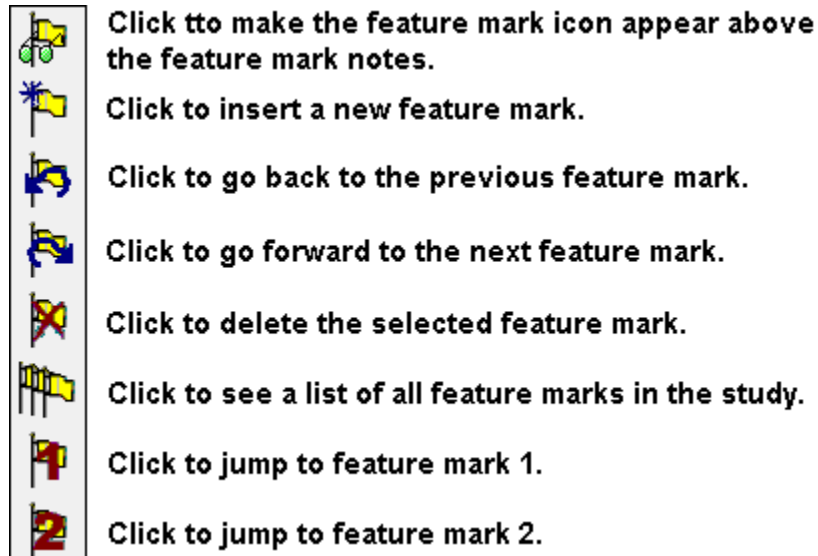 Click tto make the feature mark icon appear above
the feature mark notes.
Click to insert a new feature mark.
Click to go back to the previous feature mark.
Click to go forward to the next feature mark.
Click to delete the selected feature mark.
Click to see a list of all feature marks in the study.
1 Click to jump to feature mark 1.
2 Click to jump to feature mark 2.